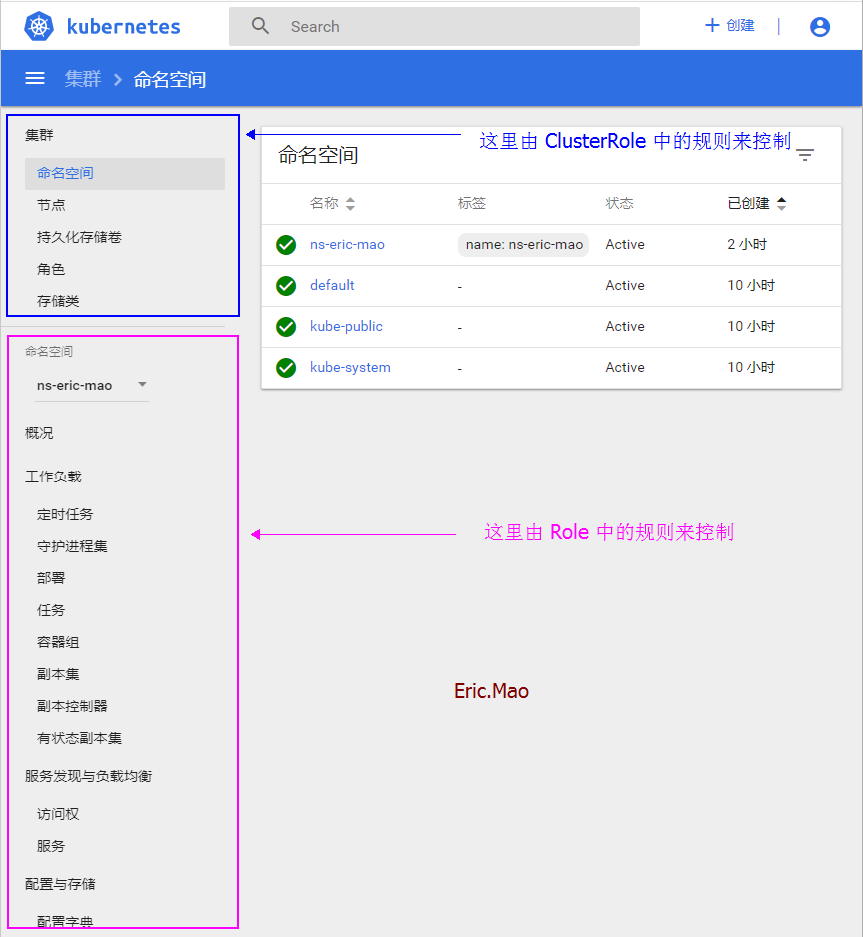 kubernetes
Search
创建
集群 > 命名空间
集群
命名空间
节点
持久化存储卷
角色
存储类
命名空间
ns-eric-mao
概况
工作负载
定时任务
守护进程集
部署
任务
容器组
副本集
副本控制器
有状态副本集
服务发现与负载均衡
访问权
服务
配置与存储
配置字典
这里由 ClusterRole 中的规则来控制
命名空间
名称 标签 状态 已创建
ns-eric-mao name: ns-eric-mao Active 2 小时
default - Active 10 小时
kube-public - Active 10 小时
kube-system - Active 10 小时
这里由 Role 中的规则来控制
Eric.Mao